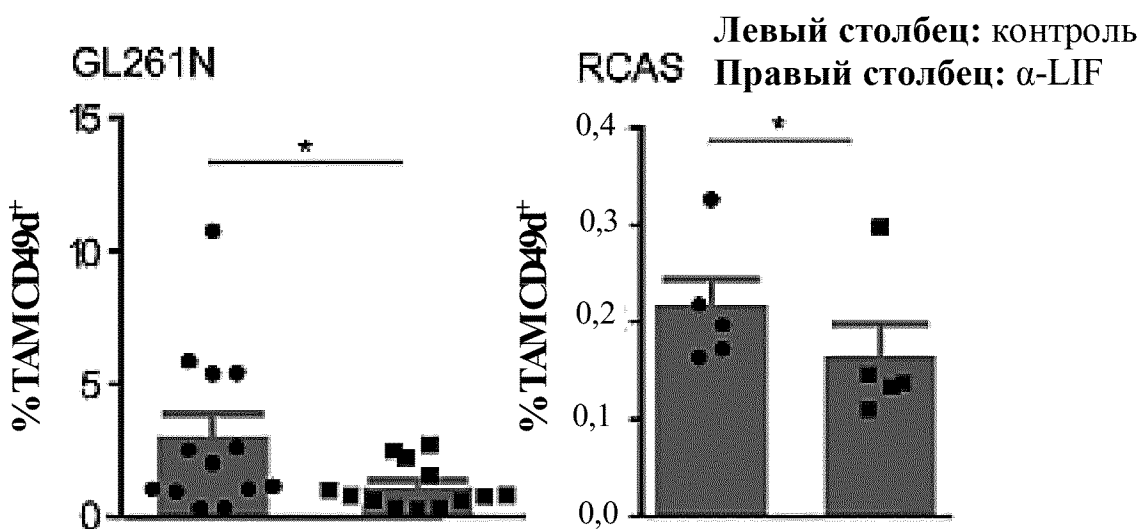 Левый столбец: контроль
Правый столбец: α-LIF
GL261N
%TAMCD49d+
15
10
5
0
*
RCAS
%TAMCD49d+
0,4
0,3
0,2
0,1
0,0
*